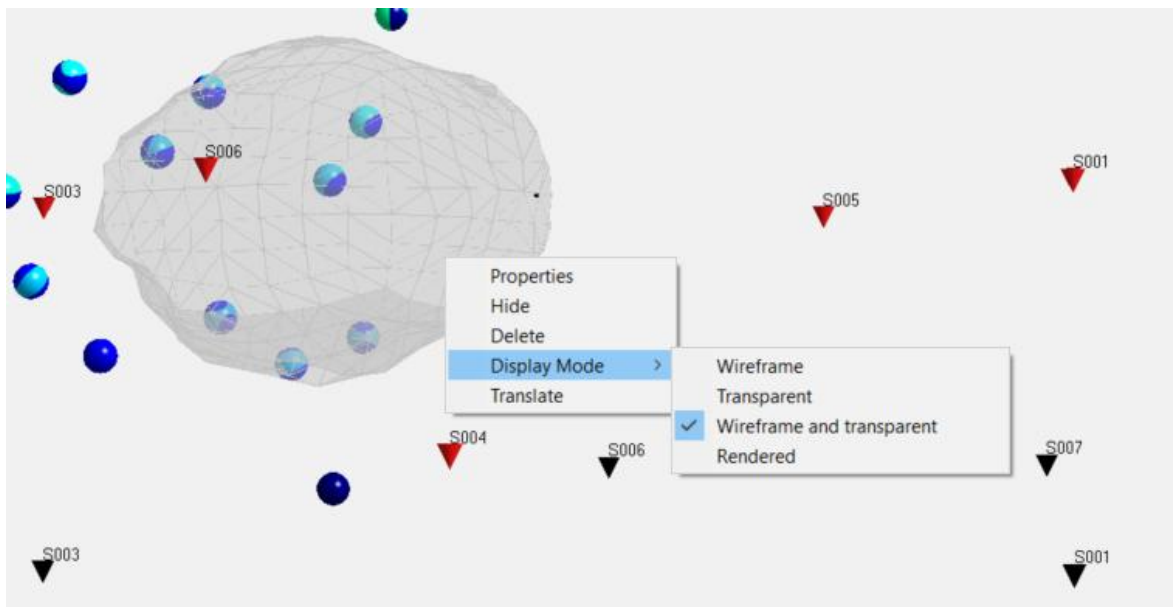 S006
S001
S003
S005
Properties
Hide
Delete
Display Mode
Wireframe
Translate
Transparent
Wireframe and transparent
S004
S006
S007
Rendered
S003
S001